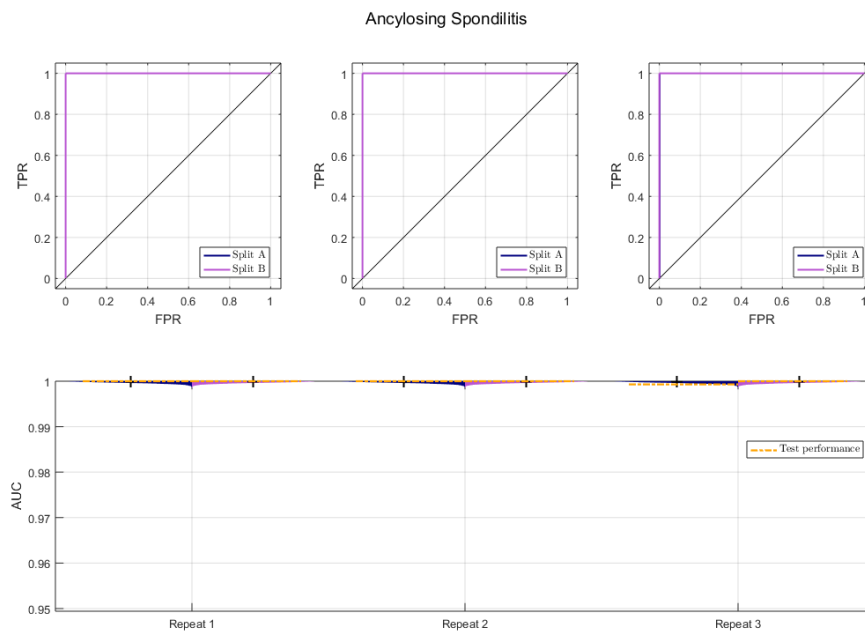 Ancylosing Spondilitis
1
0.8
0.6
0.4
0.2
0
TPR
0 0.2 0.4 0.6 0.8 1
FPR
Split A
Split B
1
0.8
0.6
0.4
0.2
0
TPR
0 0.2 0.4 0.6 0.8 1
FPR
Split A
Split B
1
0.8
0.6
0.4
0.2
0
TPR
0 0.2 0.4 0.6 0.8 1
FPR
Split A
Split B
1
0.99
0.98
0.97
0.96
0.95
AUC
Test performance
Repeat 1 Repeat 2 Repeat 3